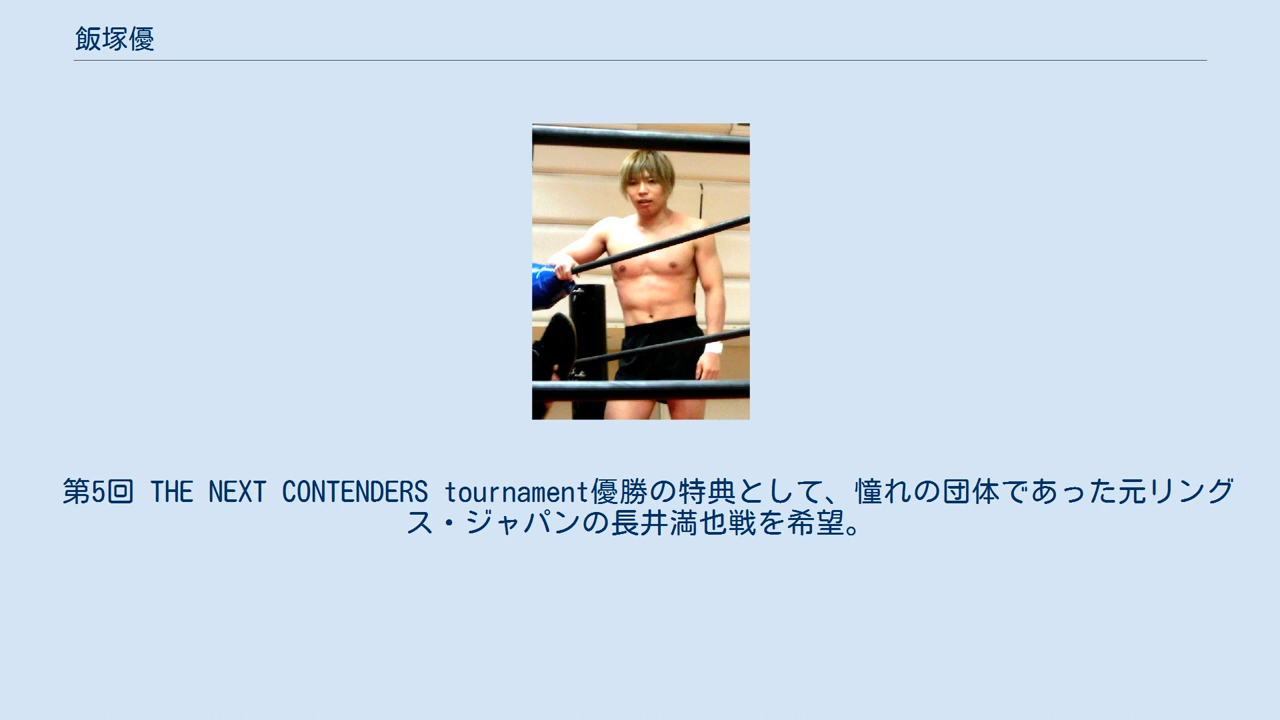 飯塚優
第5回 THE NEXT CONTENDERS tournament優勝の特典として、憧れの団体であった元リング
ス・ジャパンの長井満也戦を希望。